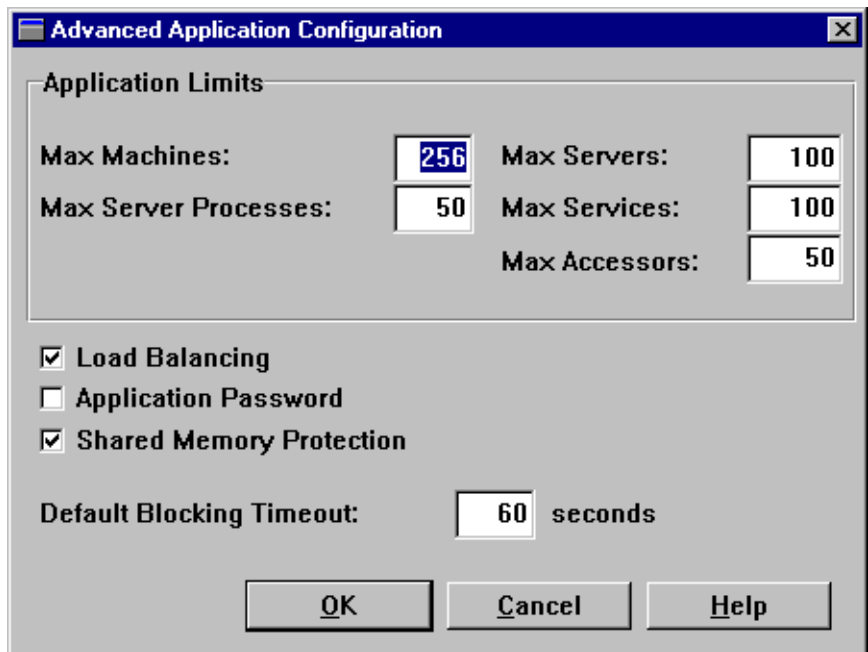 Advanced Application Configuration
Application Limits
Max Machines: 256 Max Servers: 100
Max Server Processes: 50 Max Services: 100
Max Accessors: 50
Load Balancing
Application Password
Shared Memory Protection
Default Blocking Timeout: 60 seconds
OK Cancel Help